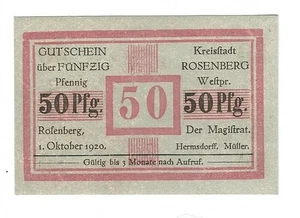 GUTSCHEIN
über FÜNFZIG
Pfennig
50 Pfg.
Rosenberg,
1. Oktober 1920.
50
Kreisstadt
ROSENBERG
Westpr.
50 Pfg.
Der Magistrat.
Hermsdorff. Müller.
Gültig bis 3 Monate nach Aufruf.